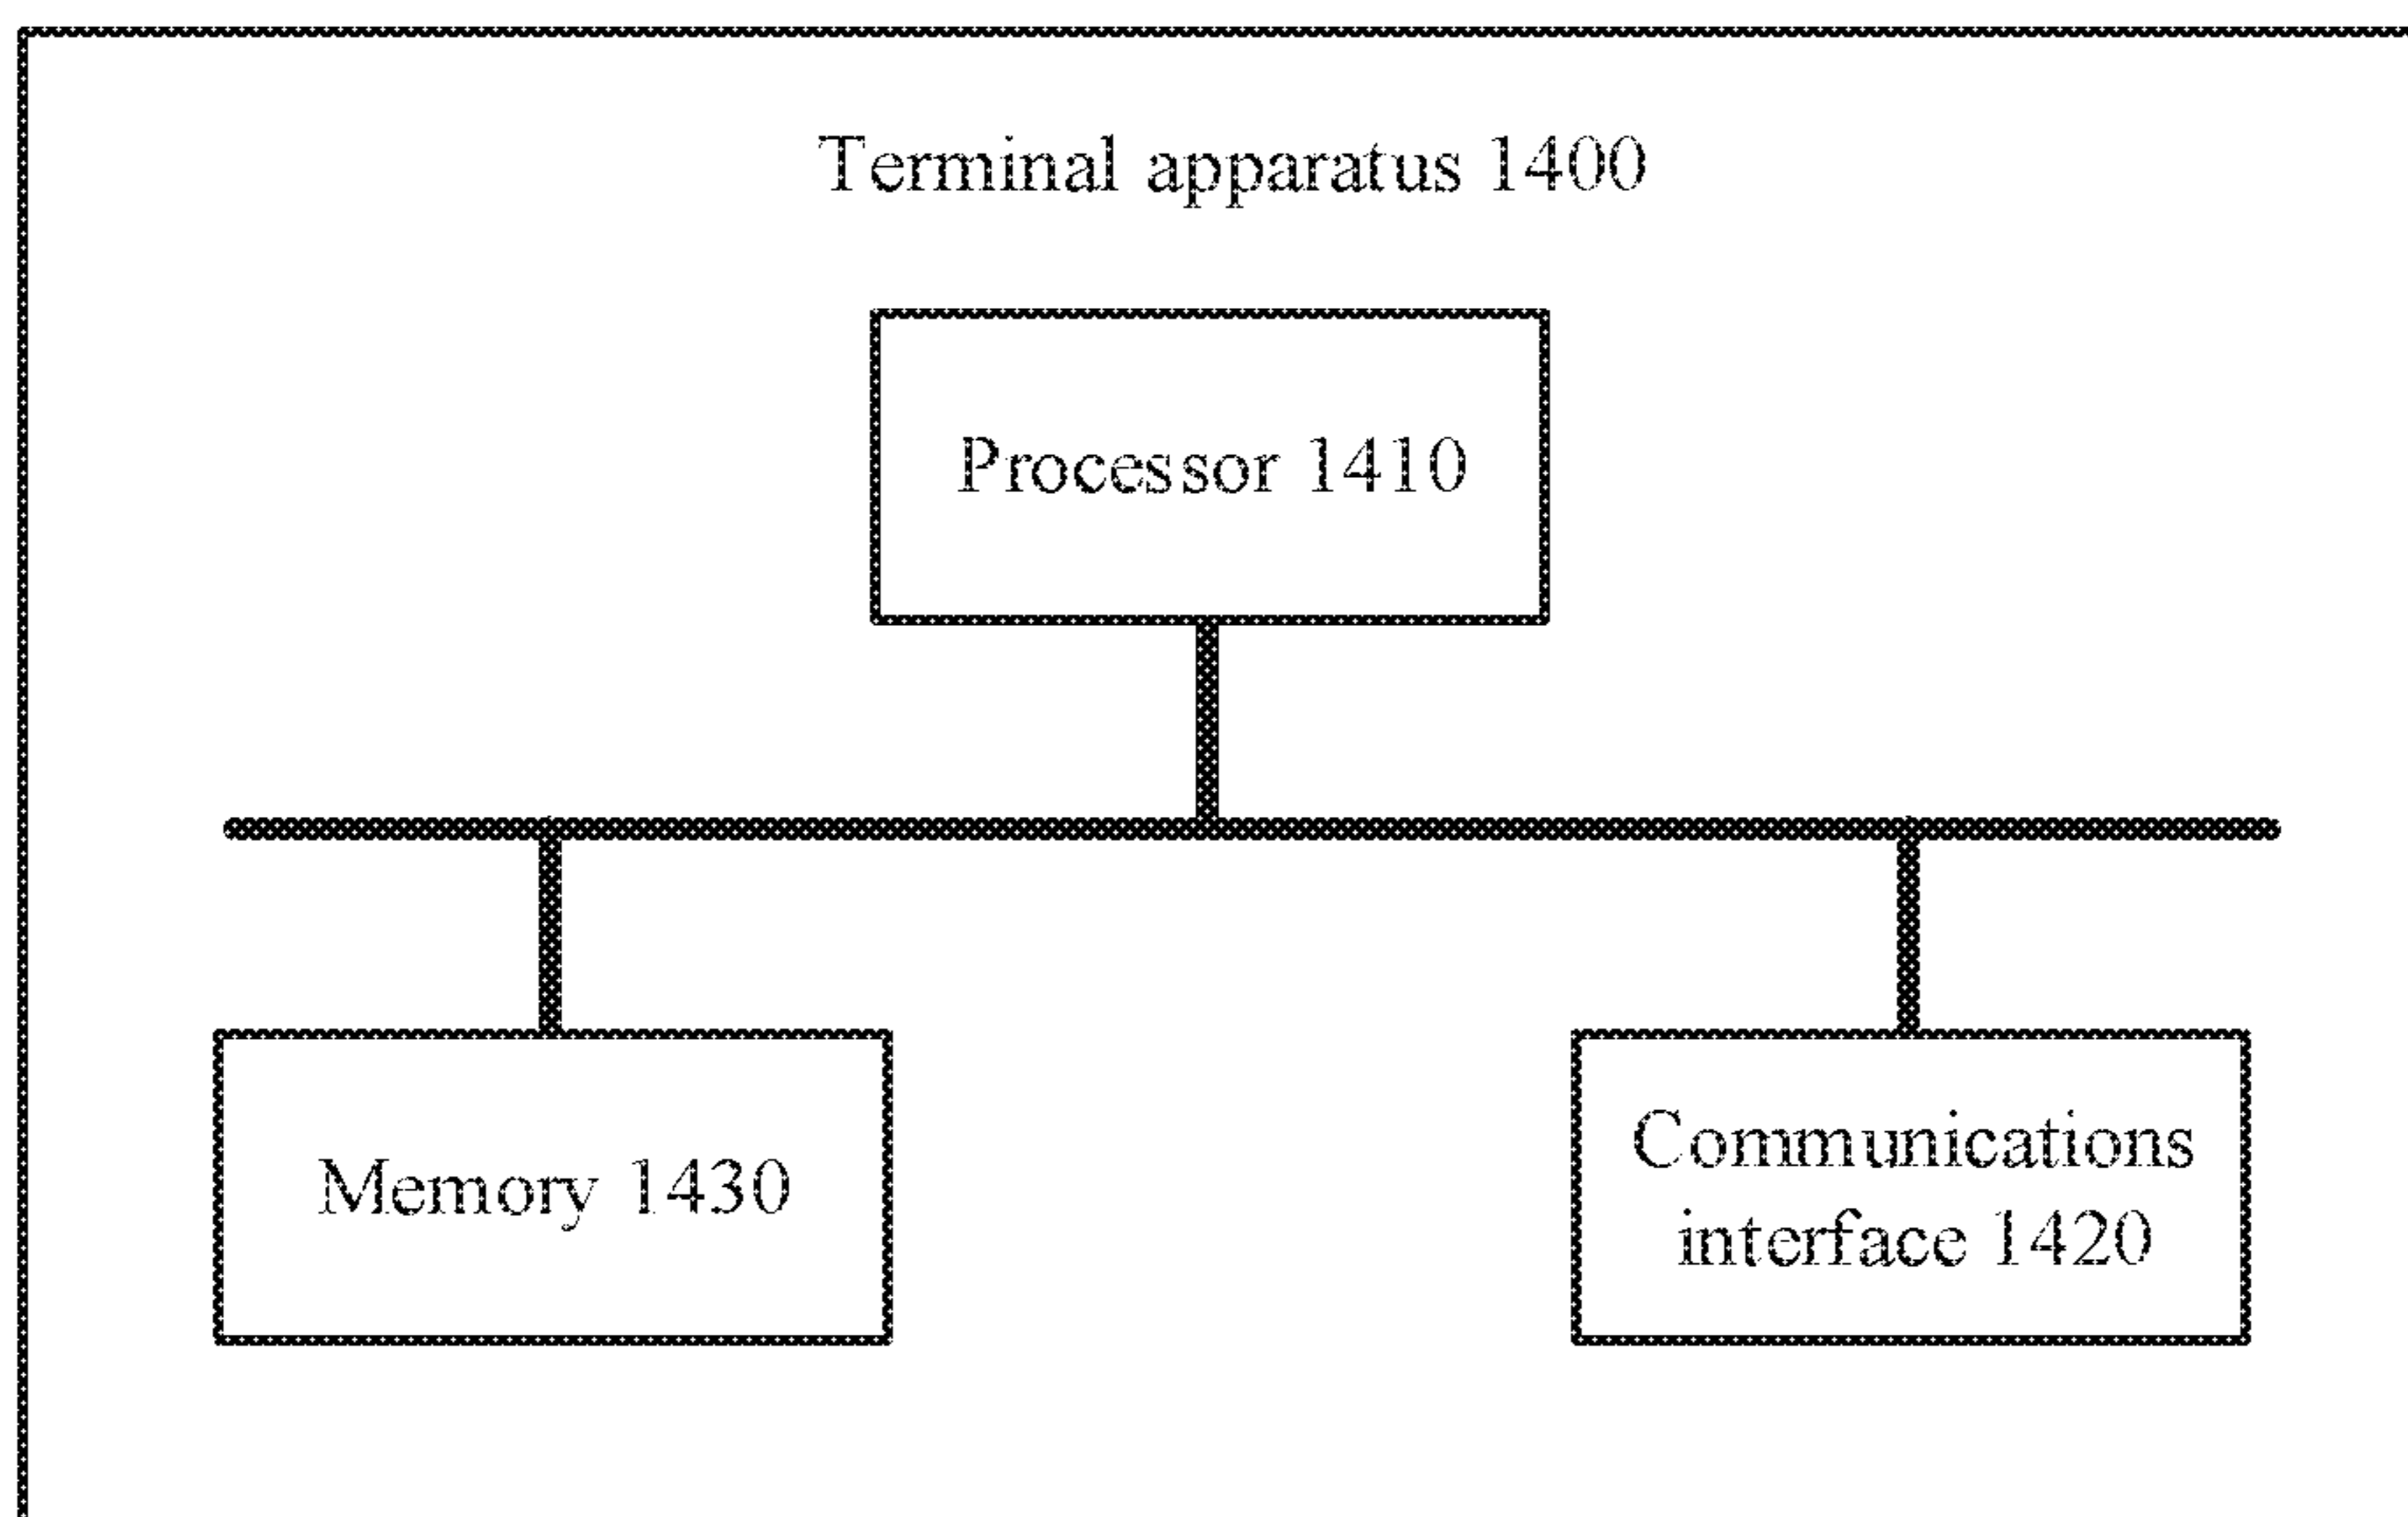 Terminal apparatus 1400
Processor 1410
Memory 1430
Communications
interface 1420